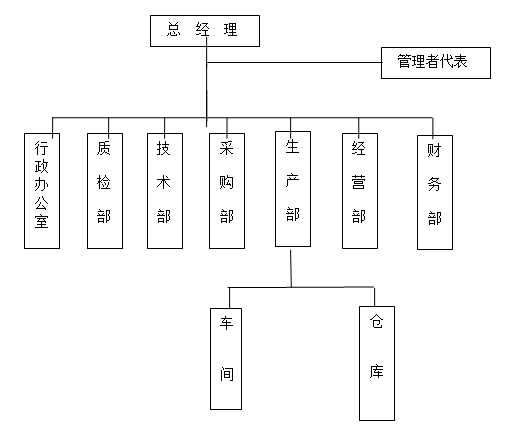 总经理
管理者代表
行政办公室
质检部
技术部
采购部
生产部
经营部
财务部
车间
仓库